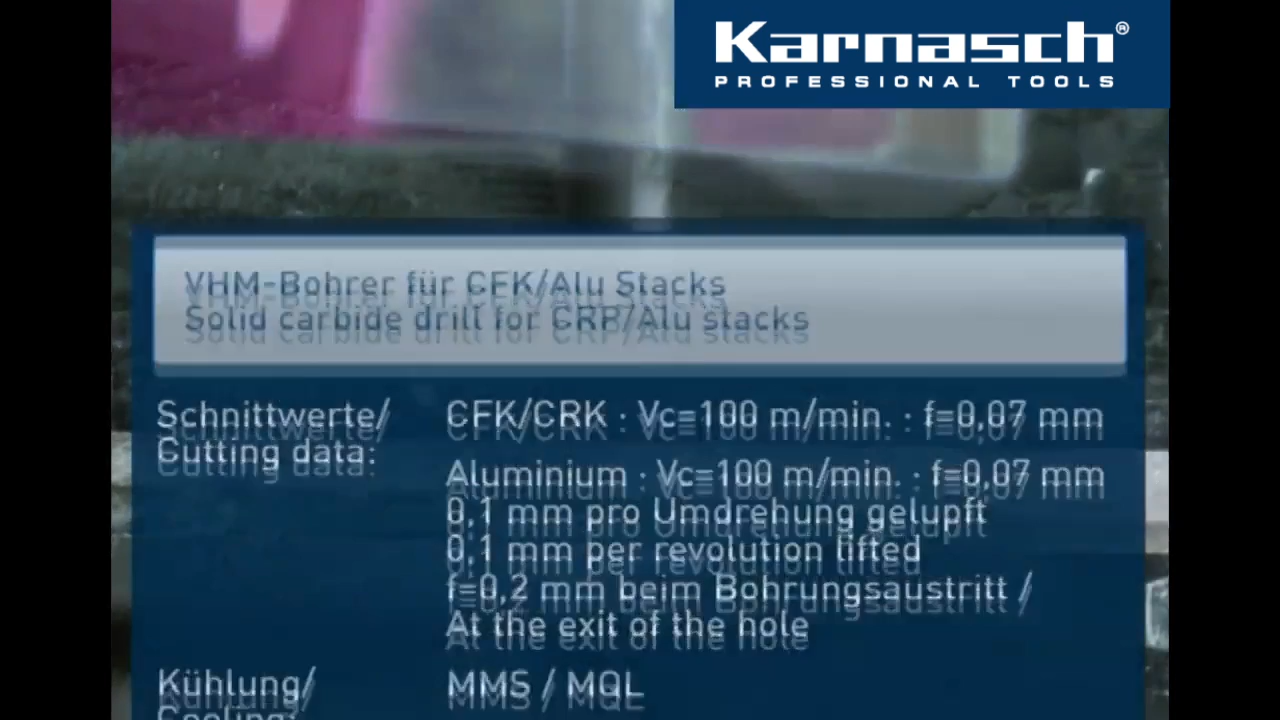 Karnasch®
PROFESSIONAL TOOLS
VHM-Bohrer für CFK/Alu Stacks
Solid carbide drill for CRP/Alu stacks
Schnittwerte/
Cutting data:
CFK/CRK : Vc=100 m/min. : f=0,07 mm
Aluminium : Vc=100 m/min. : f=0,07 mm
0,1 mm pro Umdrehung gelupft
0,1 mm per revolution lifted
f=0,2 mm beim Bohrungsaustritt /
At the exit of the hole
Kühlung/
Cooling:
MMS / MQL